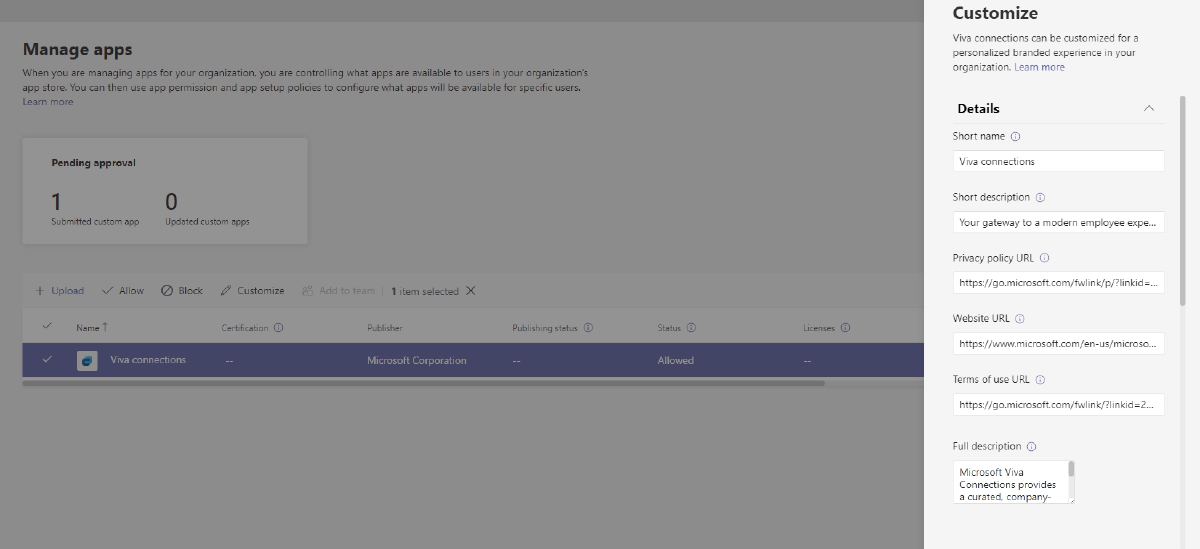 Manage apps
When you are managing apps for your organization, you are controlling what apps are available to users in your organization's
app store. You can then use app permission and app setup policies to configure what apps will be available for specific users.
Learn more
Pending approval
1 0
Submitted custom app Updated custom apps
+ Upload Allow Block Customize Add to team | 1 item selected
Name ↑ Certification Publisher Publishing status Status Licenses
Viva connections -- Microsoft Corporation -- Allowed --
Customize
Viva connections can be customized for a
personalized branded experience in your
organization. Learn more
Details
Short name
Viva connections
Short description
Your gateway to a modern employee expe...
Privacy policy URL
https://go.microsoft.com/fwlink/p/?linkid=...
Website URL
https://www.microsoft.com/en-us/microso...
Terms of use URL
https://go.microsoft.com/fwlink/?linkid=2...
Full description
Microsoft Viva
Connections provides
a curated, company-